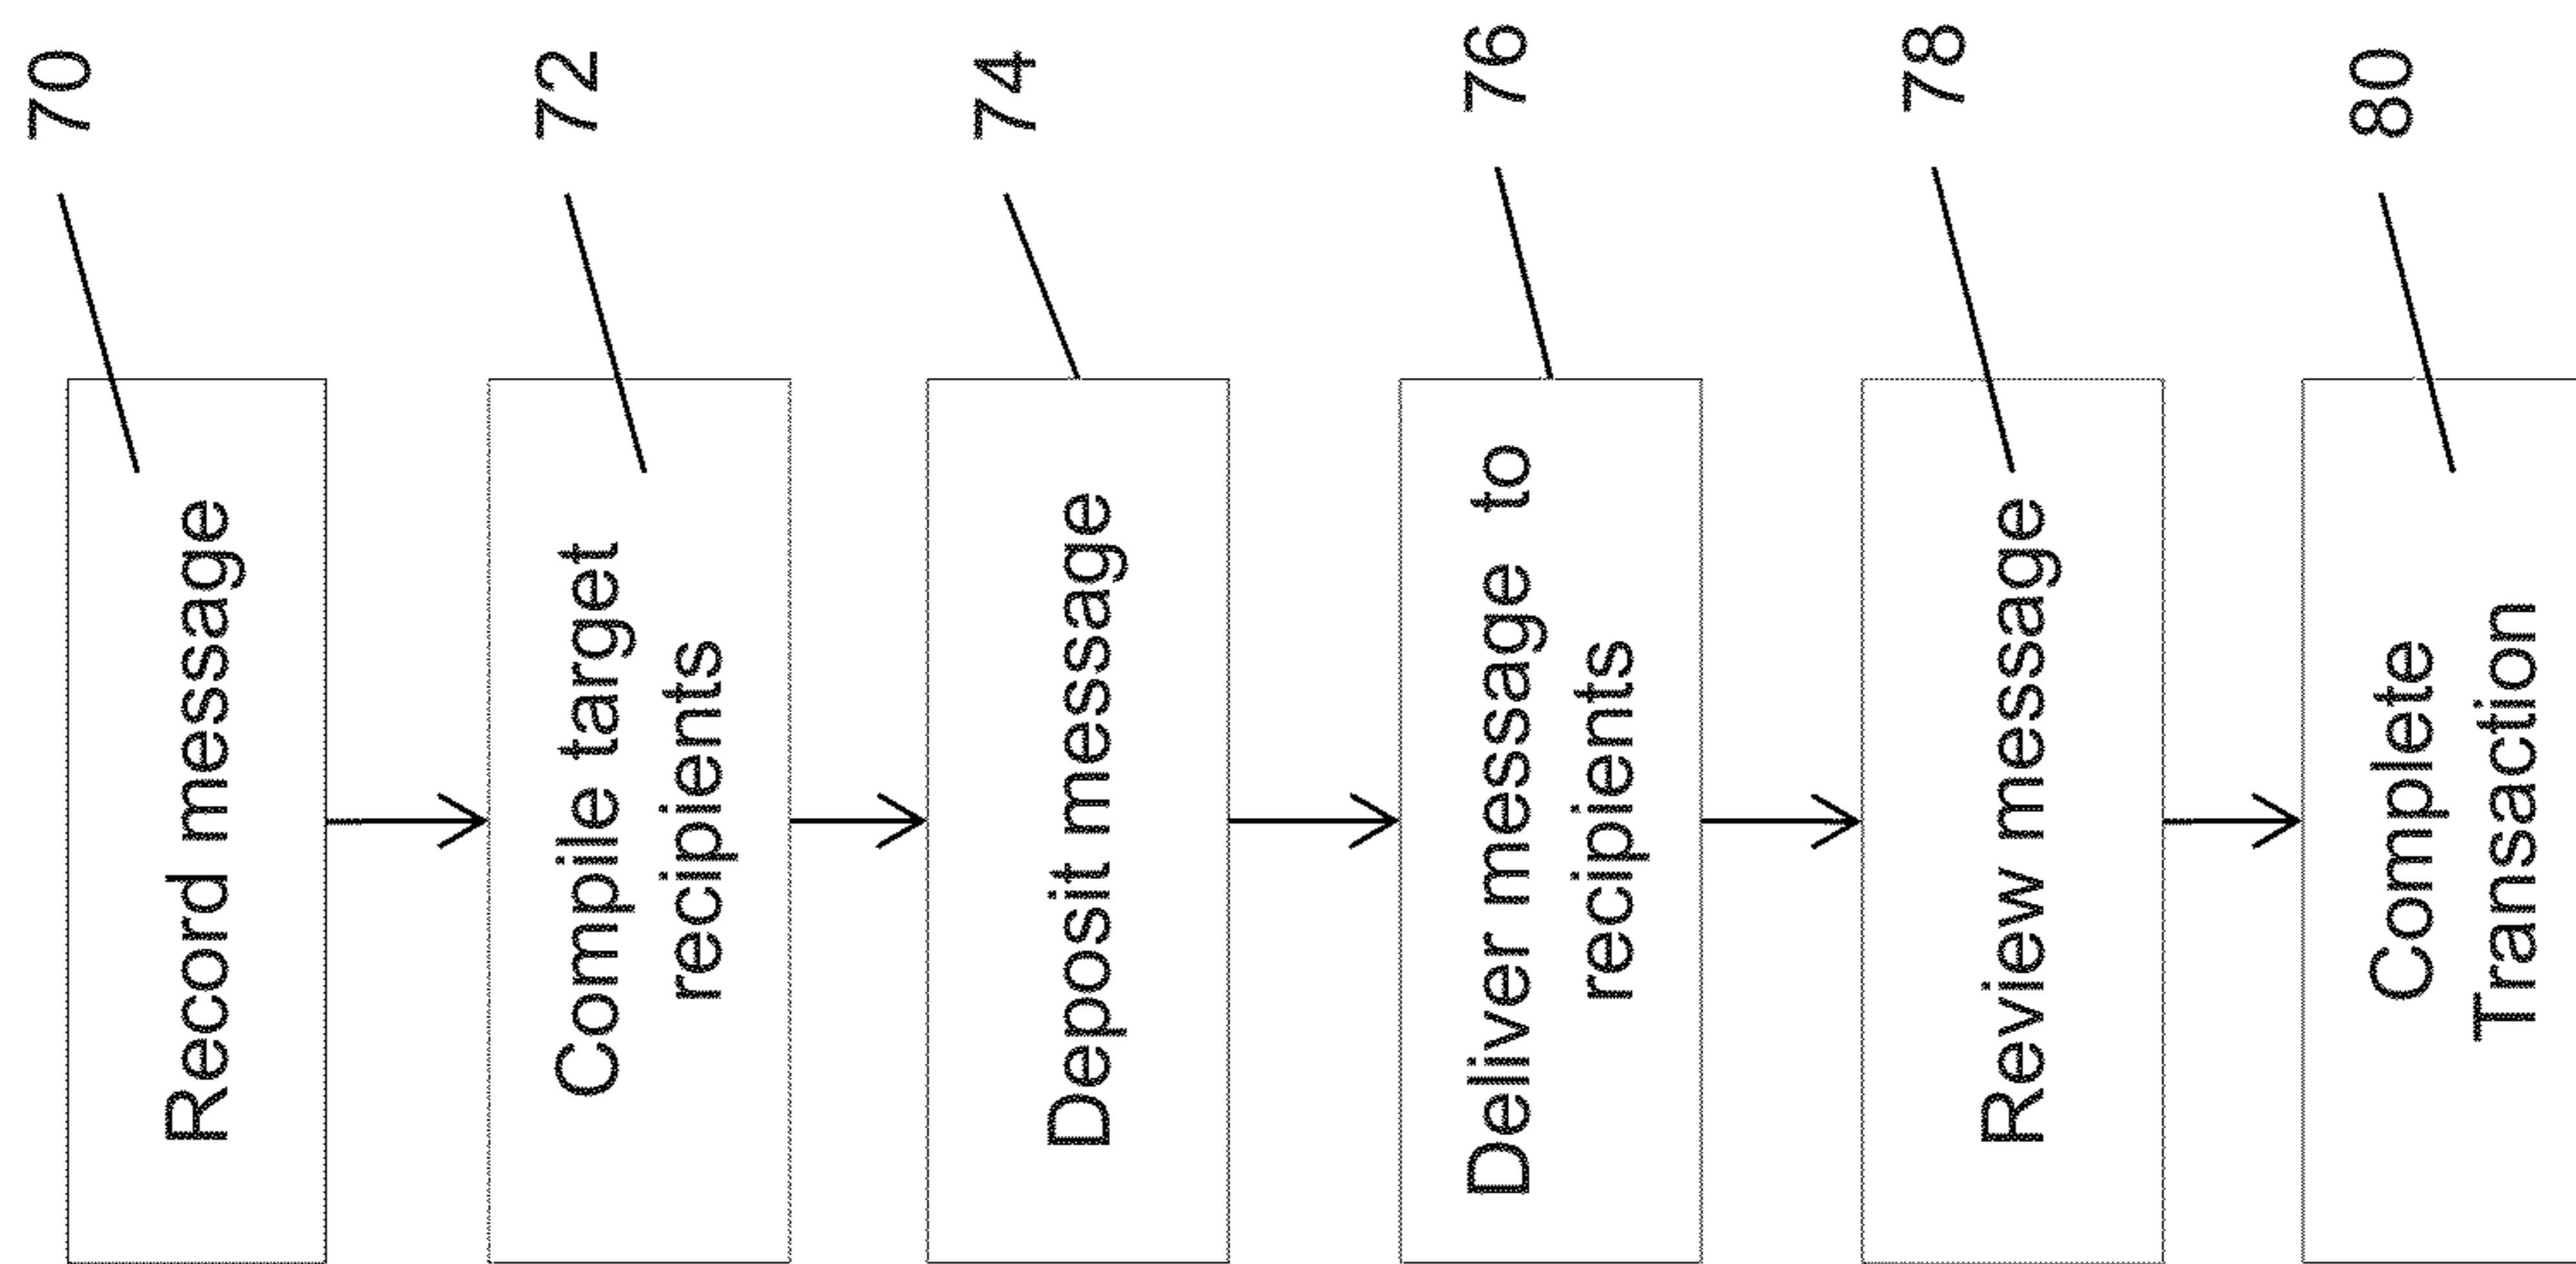 Record message
70
Compile target
recipients
72
Deposit message
74
Deliver message to
recipients
76
Review message
78
Complete
Transaction
80